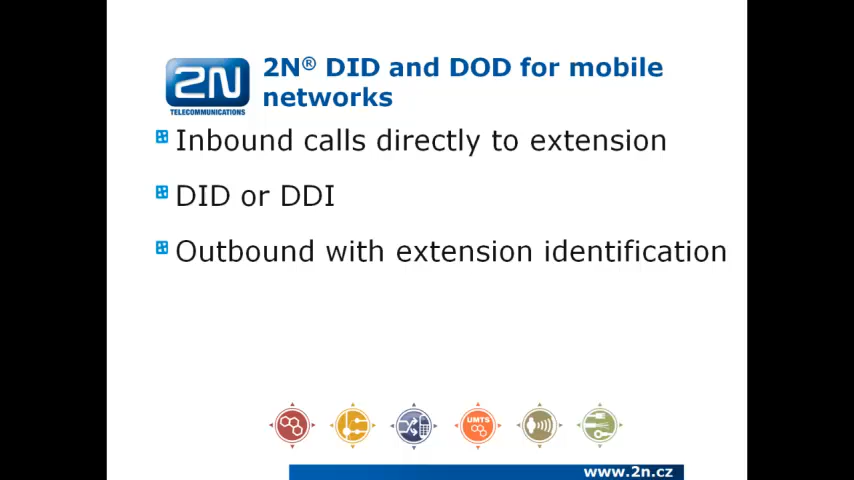 2N® DID and DOD for mobile
networks
2N
TELECOMMUNICATIONS
Inbound calls directly to extension
DID or DDI
Outbound with extension identification
UMTS
www.2n.cz